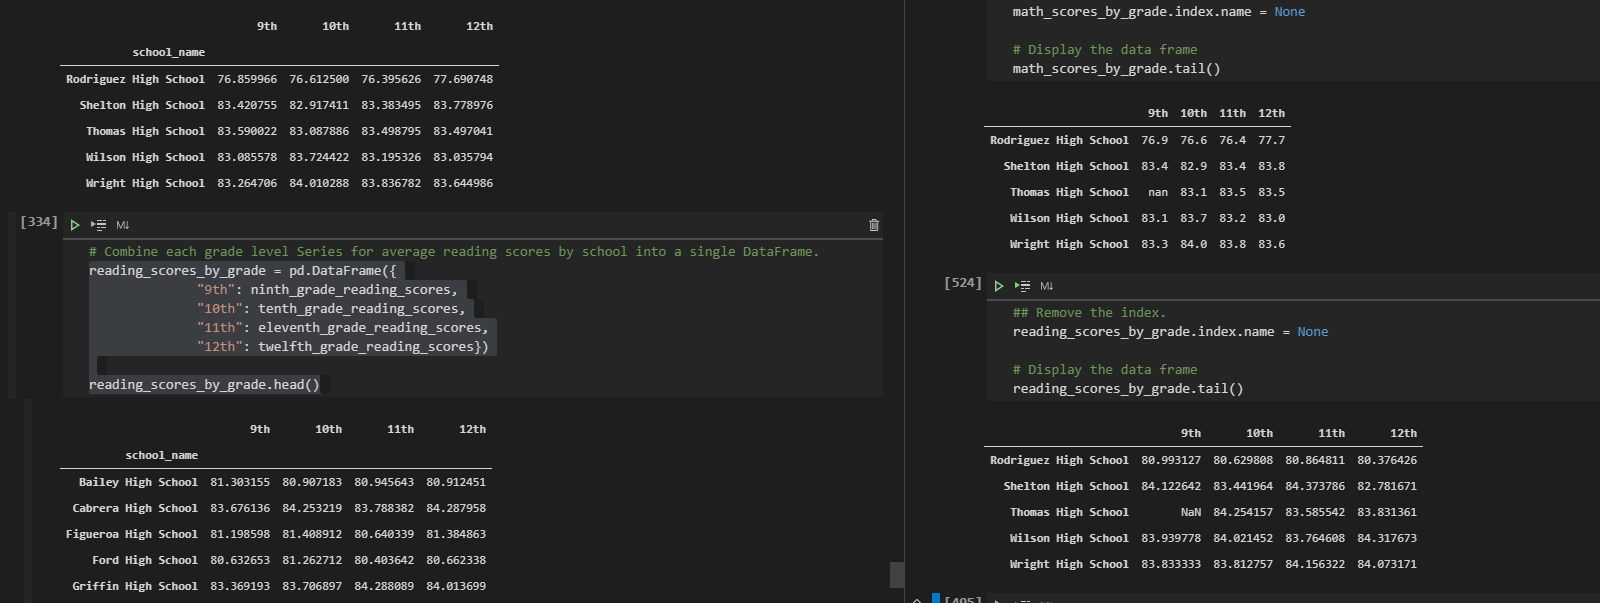 9th 10th 11th 12th
school_name
Rodriguez High School 76.859966 76.612500 76.395626 77.690748
Shelton High School 83.420755 82.917411 83.383495 83.778976
Thomas High School 83.590022 83.087886 83.498795 83.497041
Wilson High School 83.085578 83.724422 83.195326 83.035794
Wright High School 83.264706 84.010288 83.836782 83.644986
[334]
M↓
# Combine each grade level Series for average reading scores by school into a single DataFrame.
reading_scores_by_grade = pd.DataFrame({
"9th": ninth_grade_reading_scores,
"10th": tenth_grade_reading_scores,
"11th": eleventh_grade_reading_scores,
"12th": twelfth_grade_reading_scores})
reading_scores_by_grade.head()
9th 10th 11th 12th
school_name
Bailey High School 81.303155 80.907183 80.945643 80.912451
Cabrera High School 83.676136 84.253219 83.788382 84.287958
Figueroa High School 81.198598 81.408912 80.640339 81.384863
Ford High School 80.632653 81.262712 80.403642 80.662338
Griffin High School 83.369193 83.706897 84.288089 84.013699
math_scores_by_grade.index.name = None
# Display the data frame
math_scores_by_grade.tail()
9th 10th 11th 12th
Rodriguez High School 76.9 76.6 76.4 77.7
Shelton High School 83.4 82.9 83.4 83.8
Thomas High School nan 83.1 83.5 83.5
Wilson High School 83.1 83.7 83.2 83.0
Wright High School 83.3 84.0 83.8 83.6
[524]
M↓
## Remove the index.
reading_scores_by_grade.index.name = None
# Display the data frame
reading_scores_by_grade.tail()
9th 10th 11th 12th
Rodriguez High School 80.993127 80.629808 80.864811 80.376426
Shelton High School 84.122642 83.441964 84.373786 82.781671
Thomas High School NaN 84.254157 83.585542 83.831361
Wilson High School 83.939778 84.021452 83.764608 84.317673
Wright High School 83.833333 83.812757 84.156322 84.073171